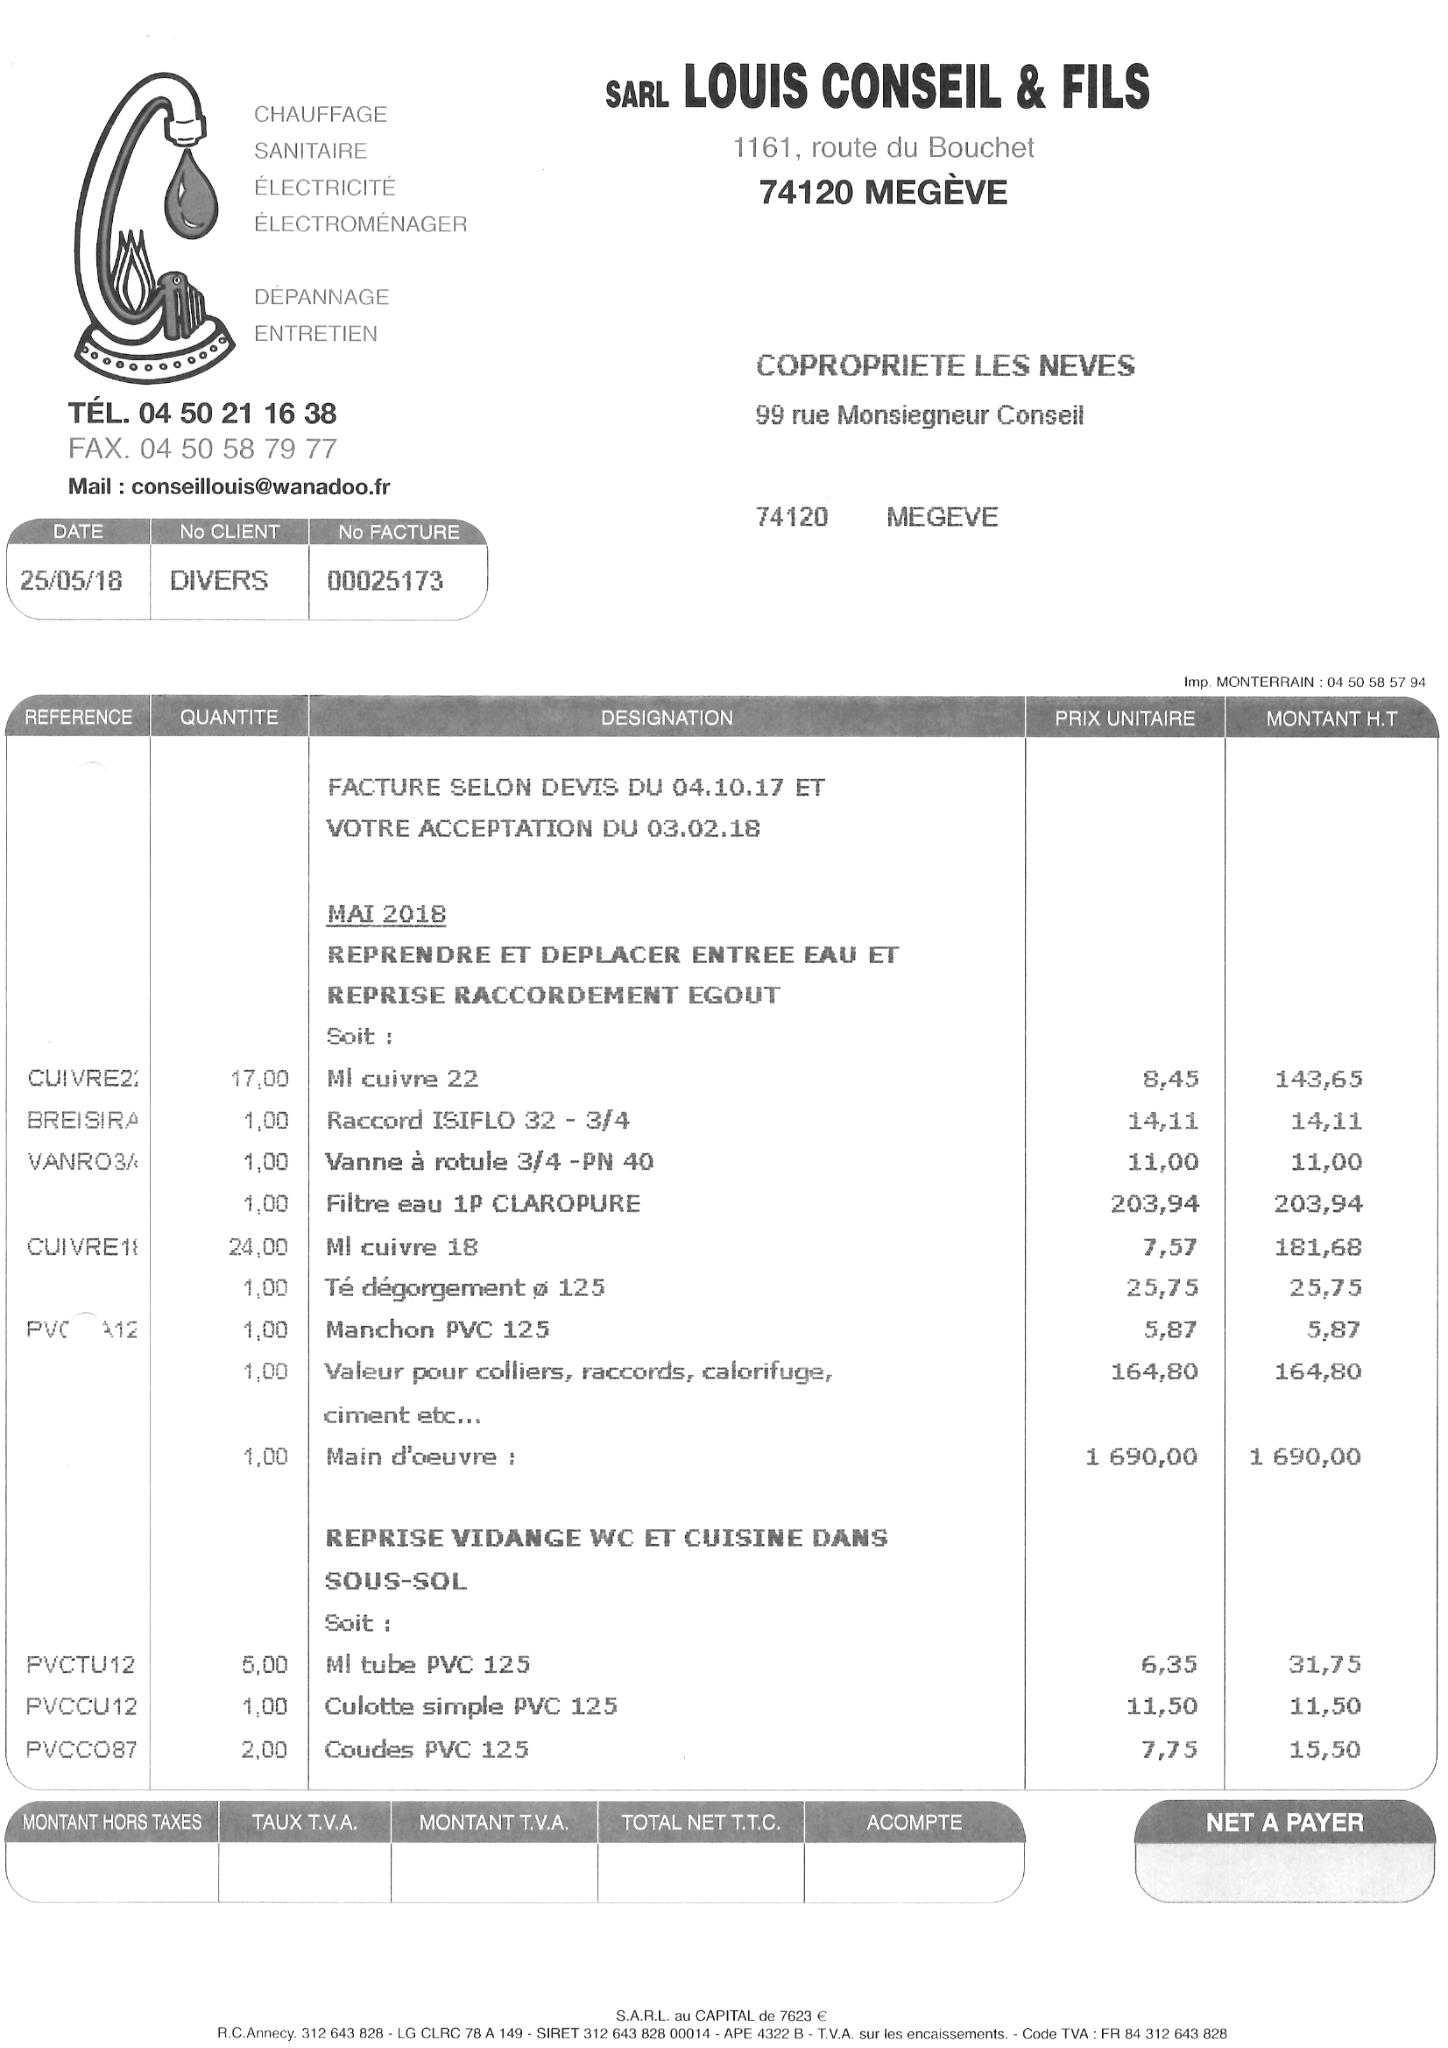 SARL LOUIS CONSEIL & FILS
1161, route du Bouchet
74120 MEGÈVE
CHAUFFAGE
SANITAIRE
ÉLECTRICITÉ
ÉLECTROMÉNAGER
DÉPANNAGE
ENTRETIEN
TÉL. 04 50 21 16 38
FAX. 04 50 58 79 77
Mail : conseillouis@wanadoo.fr
COPROPRIETE LES NEVES
99 rue Monsiegneur Conseil
74120 MEGEVE
DATE No CLIENT No FACTURE
25/05/18 DIVERS 00025173
Imp. MONTERRAIN : 04 50 58 57 94
REFERENCE QUANTITE DESIGNATION PRIX UNITAIRE MONTANT H.T
FACTURE SELON DEVIS DU 04.10.17 ET
VOTRE ACCEPTATION DU 03.02.18
MAI 2018
REPRENDRE ET DEPLACER ENTREE EAU ET
REPRISE RACCORDEMENT EGOUT
Soit :
CUIVRE22 17,00 Ml cuivre 22 8,45 143,65
BREISIRA 1,00 Raccord ISIFLO 32 - 3/4 14,11 14,11
VANRO3/4 1,00 Vanne à rotule 3/4 -PN 40 11,00 11,00
1,00 Filtre eau 1P CLAROPURE 203,94 203,94
CUIVRE18 24,00 Ml cuivre 18 7,57 181,68
1,00 Té dégorgement ø 125 25,75 25,75
1,00 Manchon PVC 125 5,87 5,87
1,00 Valeur pour colliers, raccords, calorifuge, 164,80 164,80
ciment etc...
1,00 Main d'oeuvre : 1 690,00 1 690,00
REPRISE VIDANGE WC ET CUISINE DANS
SOUS-SOL
Soit :
PVCTU12 5,00 Ml tube PVC 125 6,35 31,75
PVCCU12 1,00 Culotte simple PVC 125 11,50 11,50
PVCCO87 2,00 Coudes PVC 125 7,75 15,50
MONTANT HORS TAXES TAUX T.V.A. MONTANT T.V.A. TOTAL NET T.T.C. ACOMPTE NET A PAYER
S.A.R.L. au CAPITAL de 7623 €
R.C.Annecy. 312 643 828 - LG CLRC 78 A 149 - SIRET 312 643 828 00014 - APE 4322 B - T.V.A. sur les encaissements. - Code TVA : FR 84 312 643 828